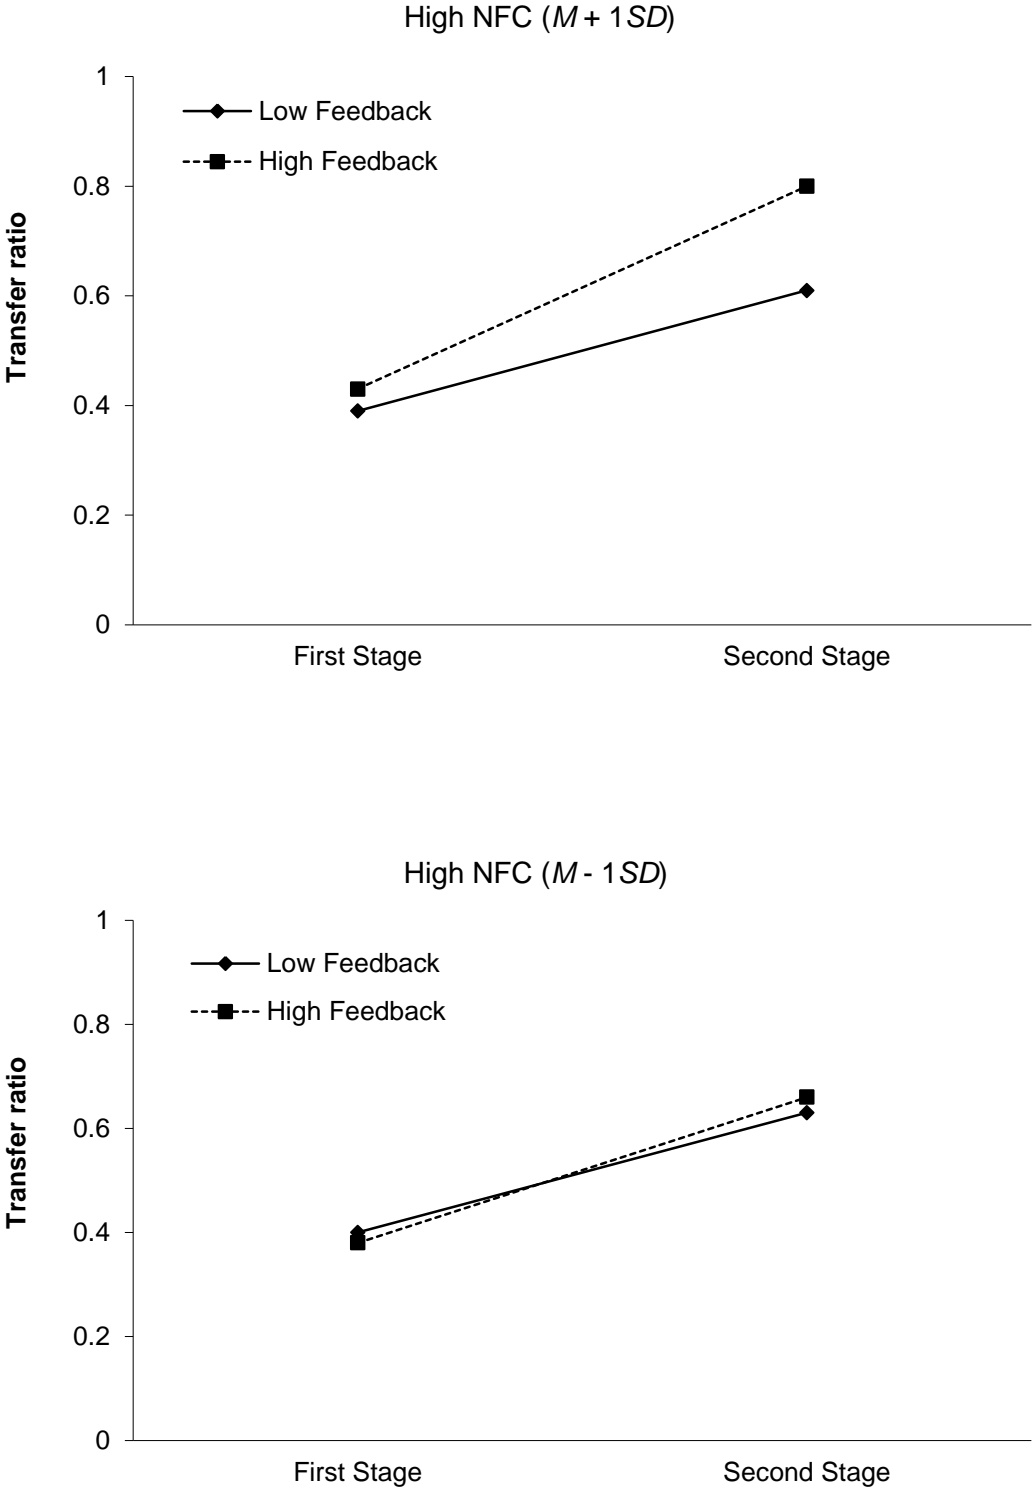 High NFC (M + 1SD)
1
Low Feedback
High Feedback
0.8
0.6
Transfer ratio
0.4
0.2
0
First Stage Second Stage
High NFC (M - 1SD)
1
Low Feedback
High Feedback
0.8
0.6
Transfer ratio
0.4
0.2
0
First Stage Second Stage